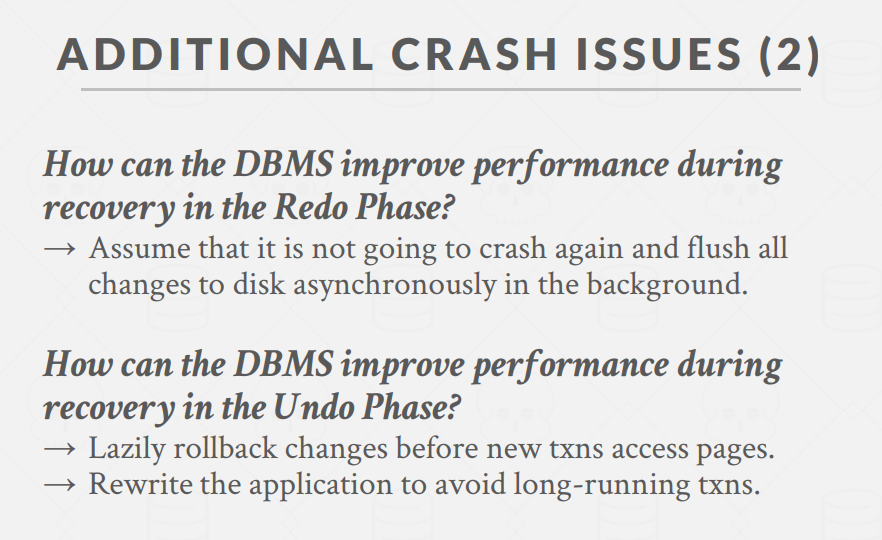 ADDITIONAL CRASH ISSUES (2)
How can the DBMS improve performance during
recovery in the Redo Phase?
→ Assume that it is not going to crash again and flush all
changes to disk asynchronously in the background.
How can the DBMS improve performance during
recovery in the Undo Phase?
→ Lazily rollback changes before new txns access pages.
→ Rewrite the application to avoid long-running txns.